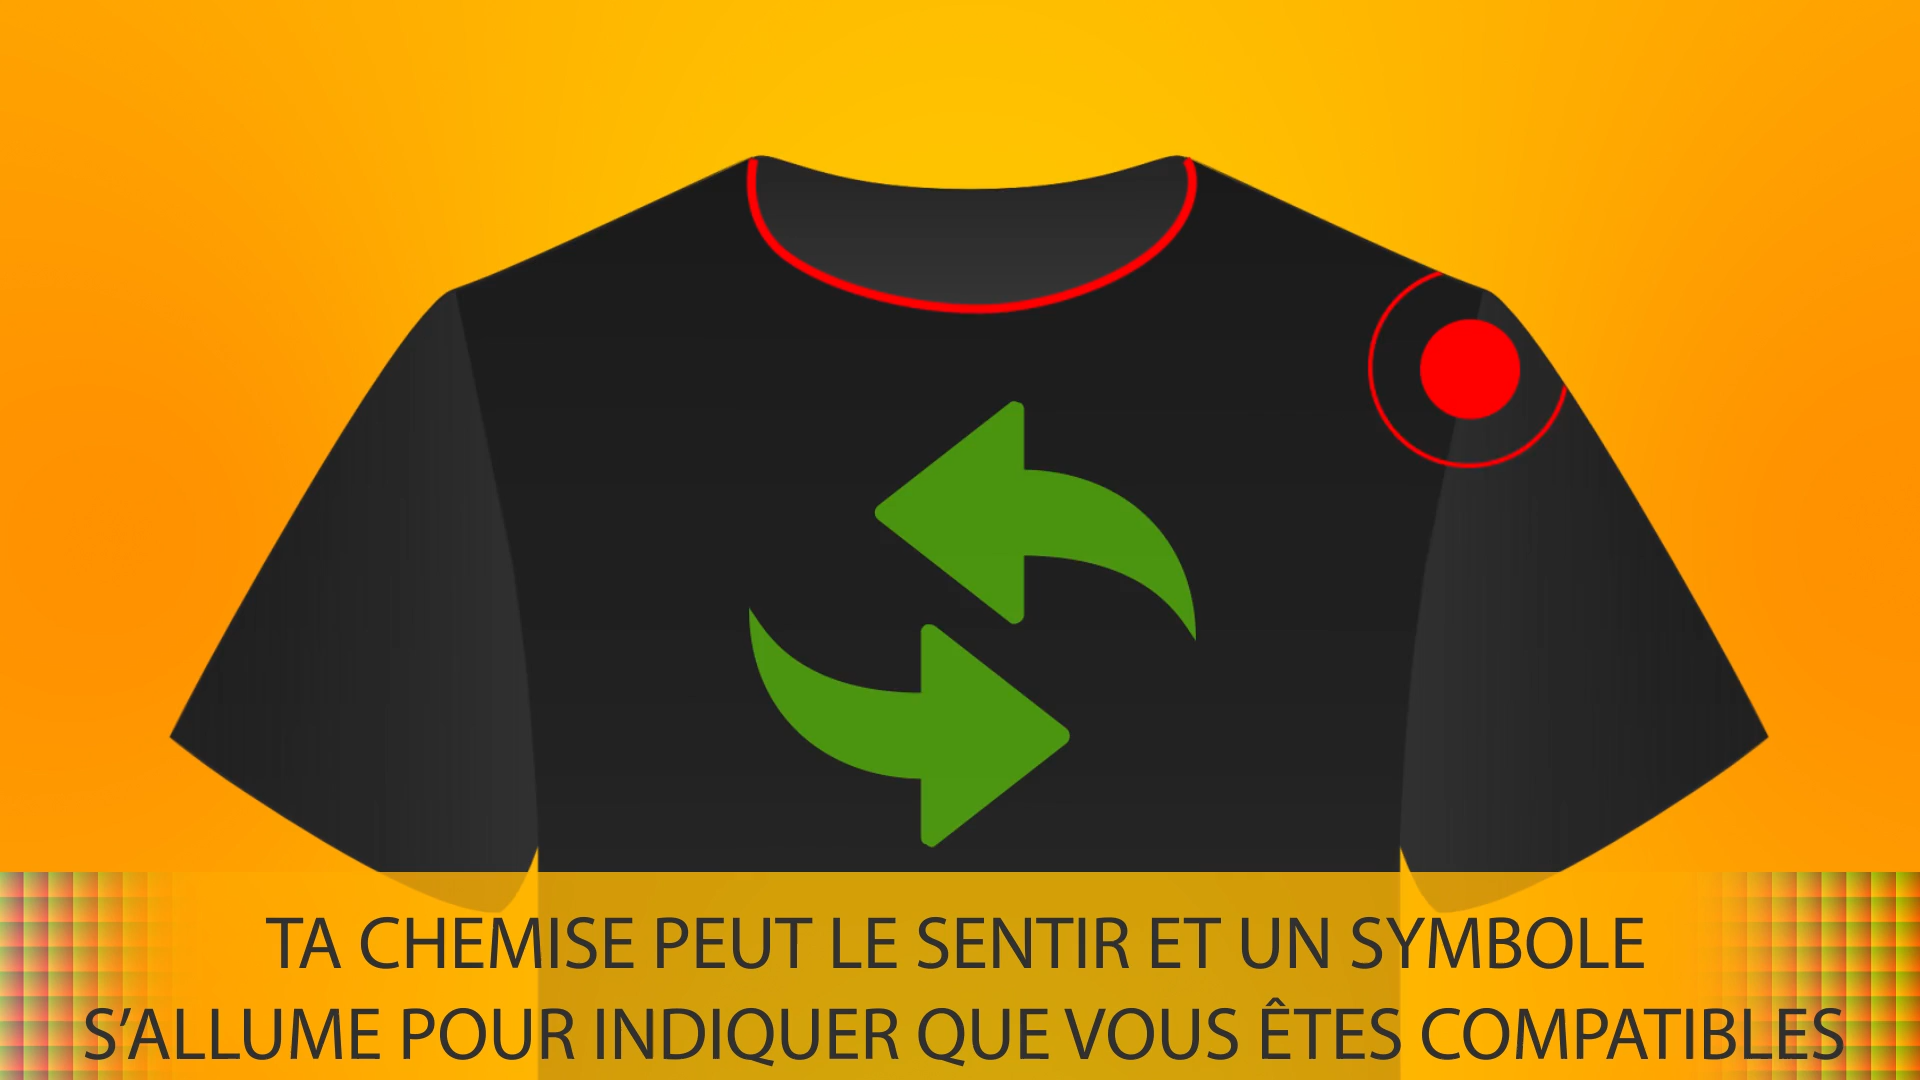 TA CHEMISE PEUT LE SENTIR ET UN SYMBOLE
S’ALLUME POUR INDIQUER QUE VOUS ÊTES COMPATIBLES